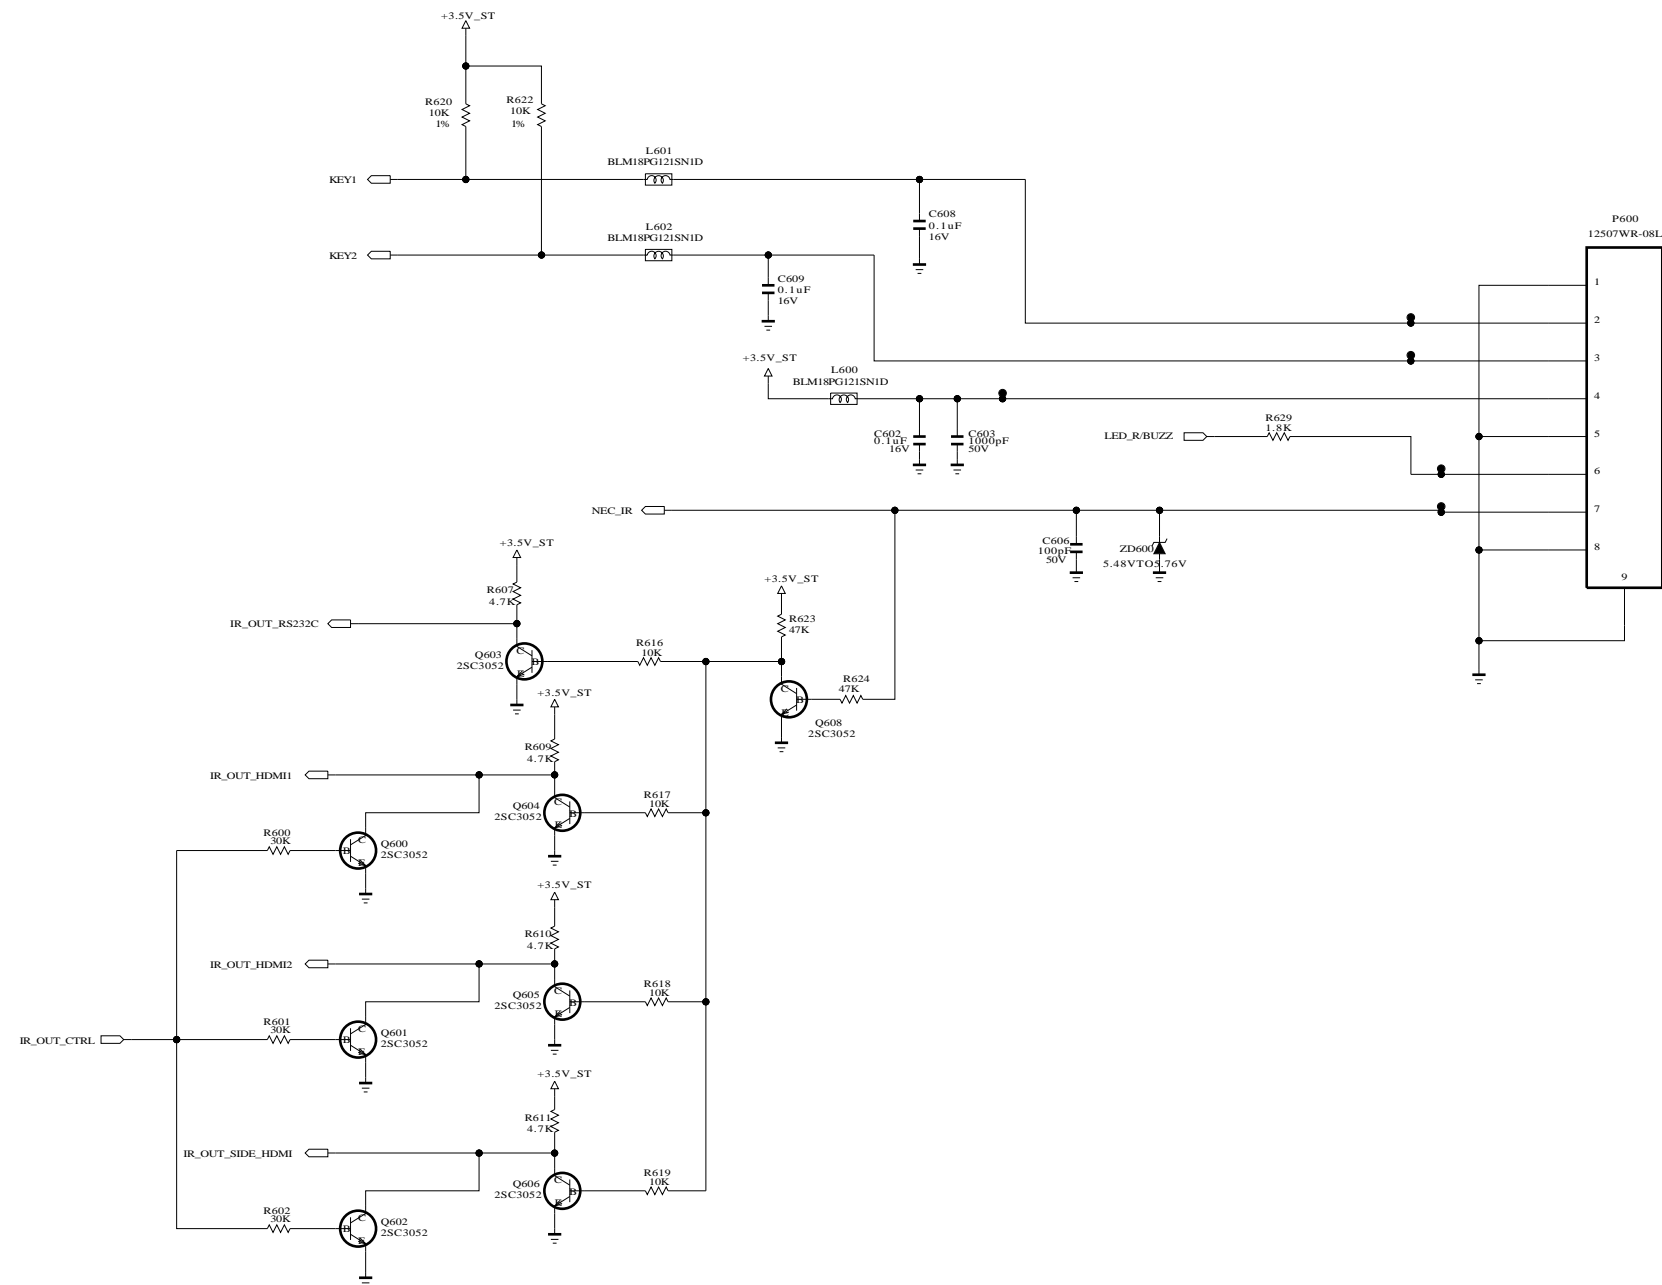 +3.5V_ST
R620
10K
1%
R622
10K
1%
KEY1
L601
BLM18PG121SN1D
C608
0.1uF
16V
KEY2
L602
BLM18PG121SN1D
C609
0.1uF
16V
P600
12507WR-08L
1
2
3
4
5
6
7
8
9
+3.5V_ST
L600
BLM18PG121SN1D
C602
0.1uF
16V
C603
1000pF
50V
LED_R/BUZZ
R629
1.8K
NEC_IR
C606
100pF
50V
ZD600
5.48VTO5.76V
+3.5V_ST
R607
4.7K
IR_OUT_RS232C
C
B
E
Q603
2SC3052
R616
10K
+3.5V_ST
R623
47K
C
B
E
R624
47K
Q608
2SC3052
+3.5V_ST
R609
4.7K
IR_OUT_HDMI1
Q604
2SC3052
C
B
E
R617
10K
R600
30K
B
C
E
Q600
2SC3052
+3.5V_ST
R610
4.7K
IR_OUT_HDMI2
Q605
2SC3052
C
B
E
R618
10K
IR_OUT_CTRL
R601
30K
B
C
E
Q601
2SC3052
+3.5V_ST
R611
4.7K
IR_OUT_SIDE_HDMI
Q606
2SC3052
C
B
E
R619
10K
R602
30K
B
C
E
Q602
2SC3052